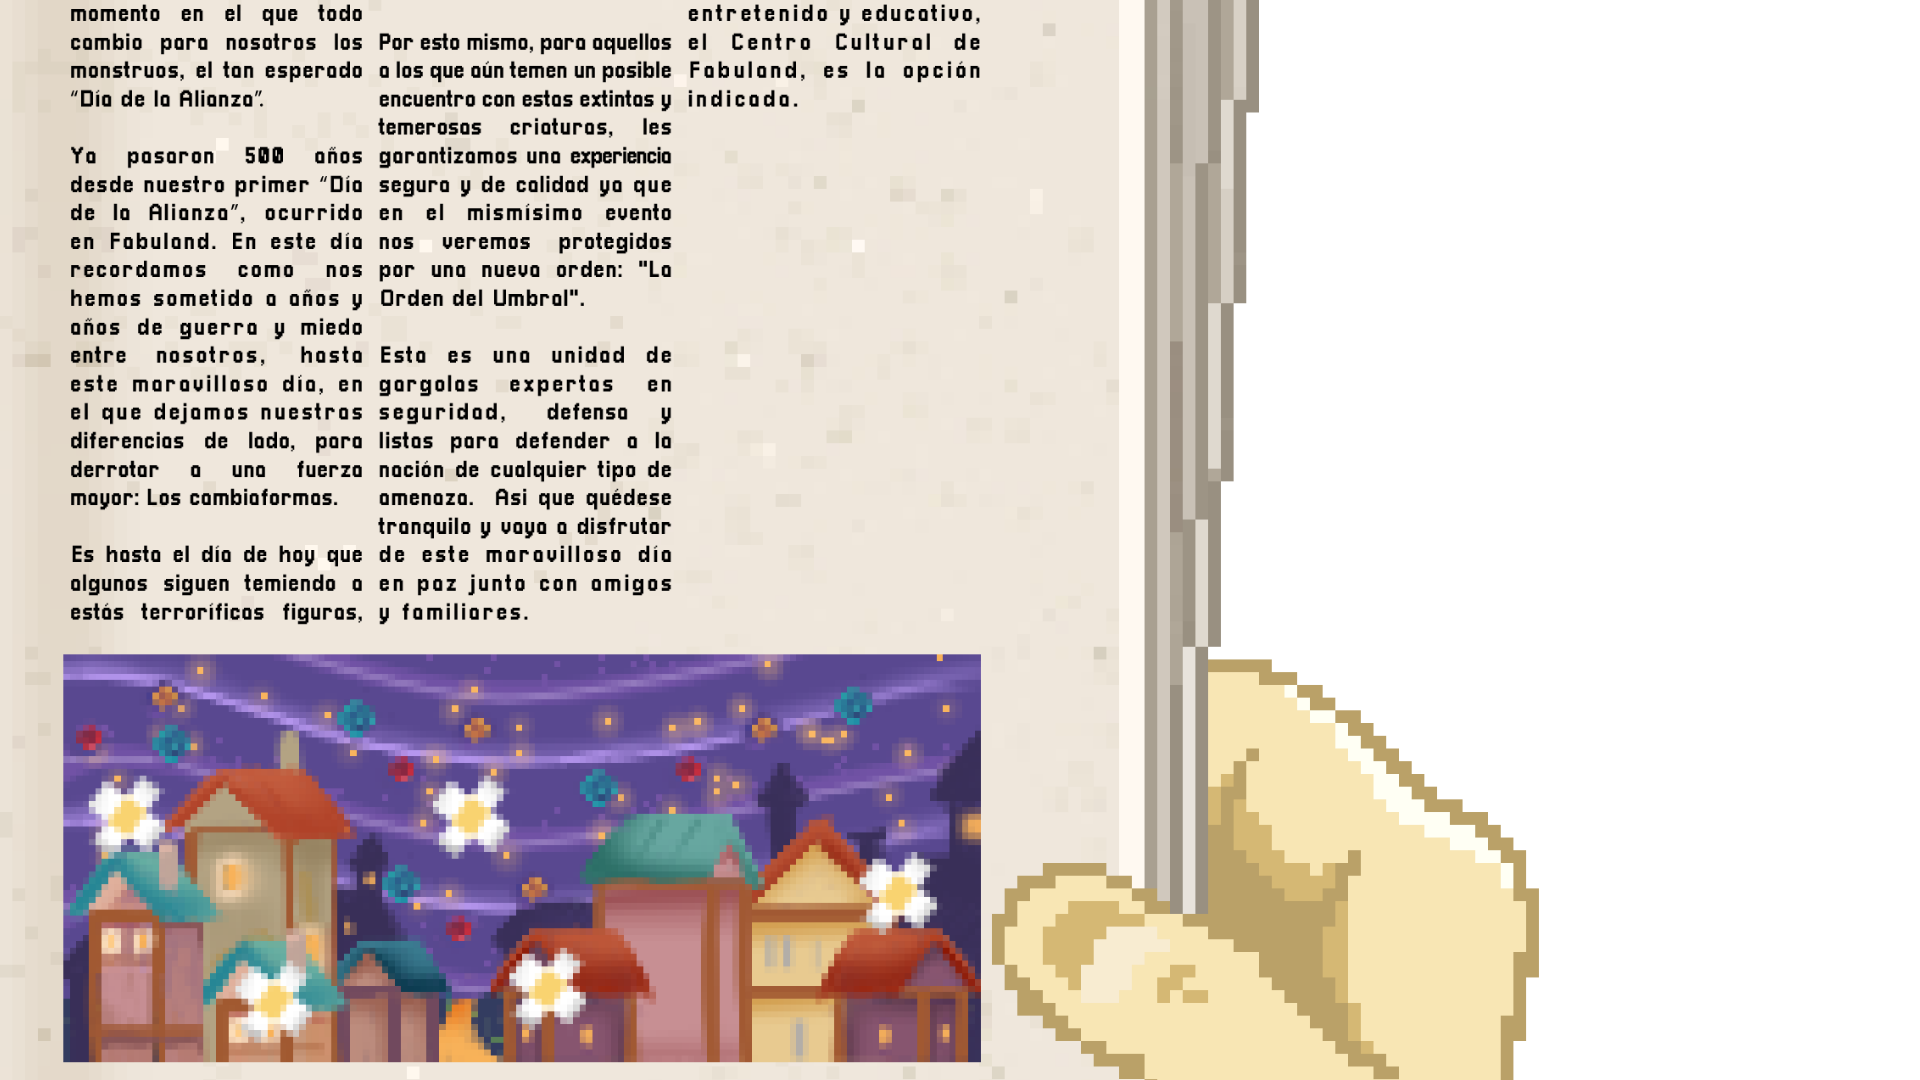 momento en el que todo
cambio para nosotros los
monstruos, el tan esperado
“Día de la Alianza”.
Ya pasaron 500 años
desde nuestro primer “Día
de la Alianza”, ocurrido
en Fabuland. En este día
recordamos como nos
hemos sometido a años y
años de guerra y miedo
entre nosotros, hasta
este maravilloso día, en
el que dejamos nuestras
diferencias de lado, para
derrotar a una fuerza
mayor: Los cambiaformas.
Es hasta el día de hoy que
algunos siguen temiendo a
estás terroríficas figuras,
Por esto mismo, para aquellos
a los que aún temen un posible
encuentro con estas extintas y
temerosas criaturas, les
garantizamos una experiencia
segura y de calidad ya que
en el mismísimo evento
nos veremos protegidos
por una nueva orden: "La
Orden del Umbral".
Esta es una unidad de
gargolas expertas en
seguridad, defensa y
listas para defender a la
nación de cualquier tipo de
amenaza. Asi que quédese
tranquilo y vaya a disfrutar
de este maravilloso día
en paz junto con amigos
y familiares.
entretenido y educativo,
el Centro Cultural de
Fabuland, es la opción
indicada.